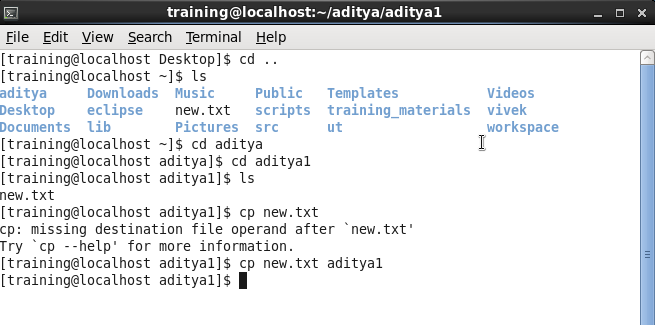 training@localhost:~/aditya/aditya1
File Edit View Search Terminal Help
[training@localhost Desktop]$ cd ..
[training@localhost ~]$ ls
aditya Downloads Music Public Templates Videos
Desktop eclipse new.txt scripts training_materials vivek
Documents lib Pictures src ut workspace
[training@localhost ~]$ cd aditya
[training@localhost aditya]$ cd aditya1
[training@localhost aditya1]$ ls
new.txt
[training@localhost aditya1]$ cp new.txt
cp: missing destination file operand after `new.txt'
Try `cp --help' for more information.
[training@localhost aditya1]$ cp new.txt aditya1
[training@localhost aditya1]$